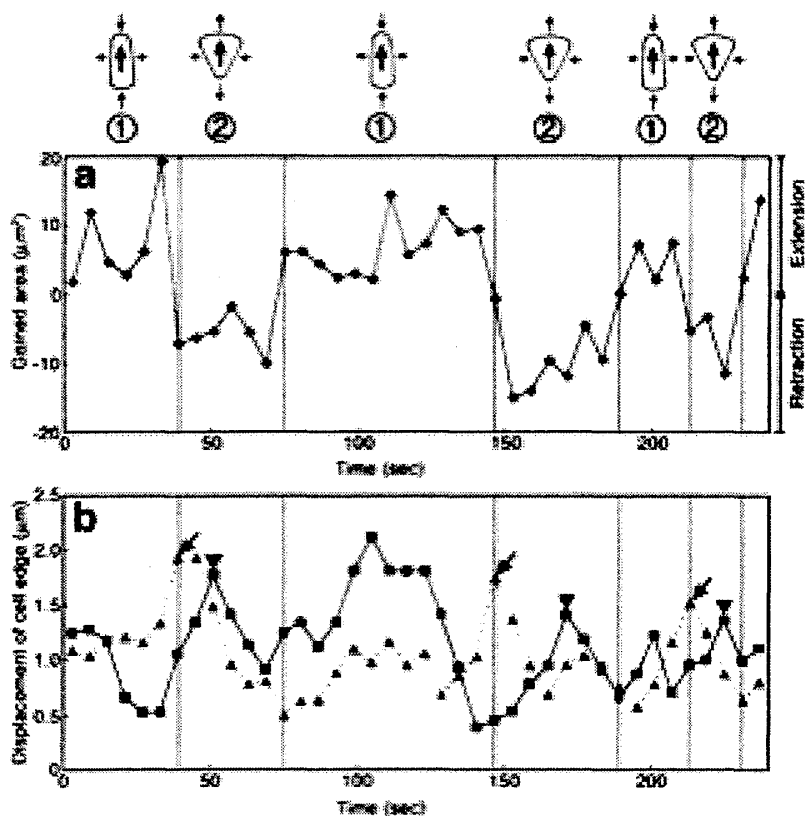 ① ② ① ② ① ②
a
20
10
0
-10
-20
Gained area (μm²)
Extension
Retraction
0 50 100 150 200
Time (sec)
b
2.5
2.0
1.5
1.0
0.5
0
Displacement of cell edge (μm)
0 50 100 150 200
Time (sec)